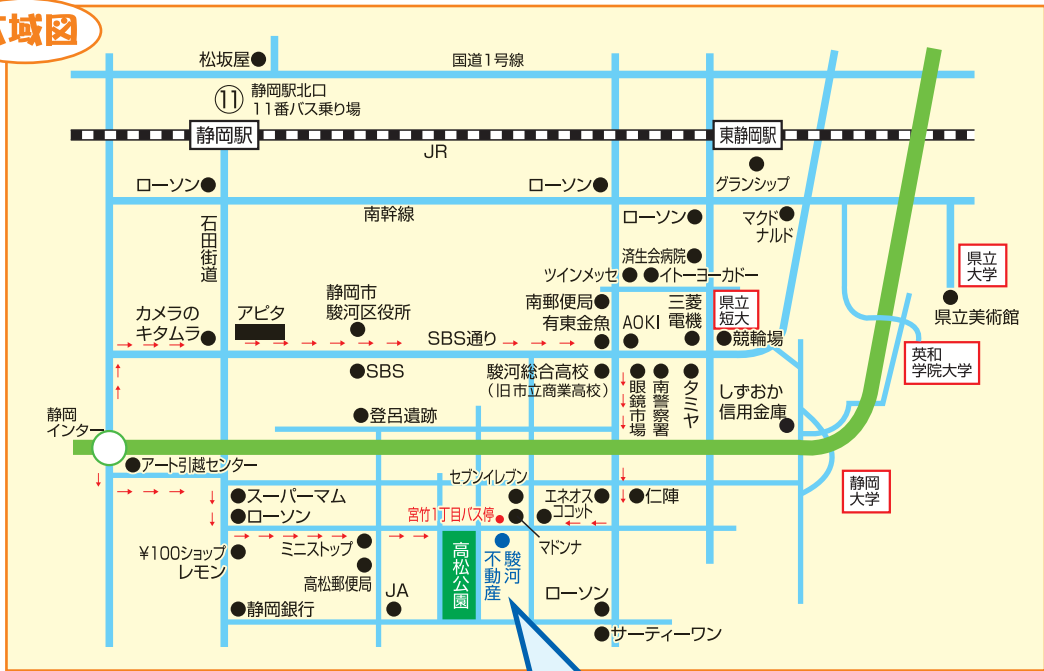 域図
松坂屋
国道1号線
⑪
静岡駅北口
11番バス乗り場
静岡駅
東静岡駅
JR
グランシップ
ローソン
ローソン
南幹線
ローソン
マクド
ナルド
石田街道
済生会病院
ツインメッセ
イトーヨーカドー
県立
大学
静岡市
駿河区役所
南郵便局
三菱
電機
県立
短大
県立美術館
カメラの
キタムラ
アピタ
有東金魚
AOKI
SBS通り
競輪場
英和
学院大学
SBS
駿河総合高校
(旧市立商業高校)
眼鏡市場
南警察署
タミヤ
しずおか
信用金庫
静岡
インター
登呂遺跡
アート引越センター
セブンイレブン
静岡
大学
スーパーマム
エネオス
仁陣
ローソン
宮竹1丁目バス停
ココット
¥100ショップ
レモン
ミニストップ
マドンナ
高松公園
駿河
不動産
高松郵便局
JA
ローソン
静岡銀行
サーティーワン